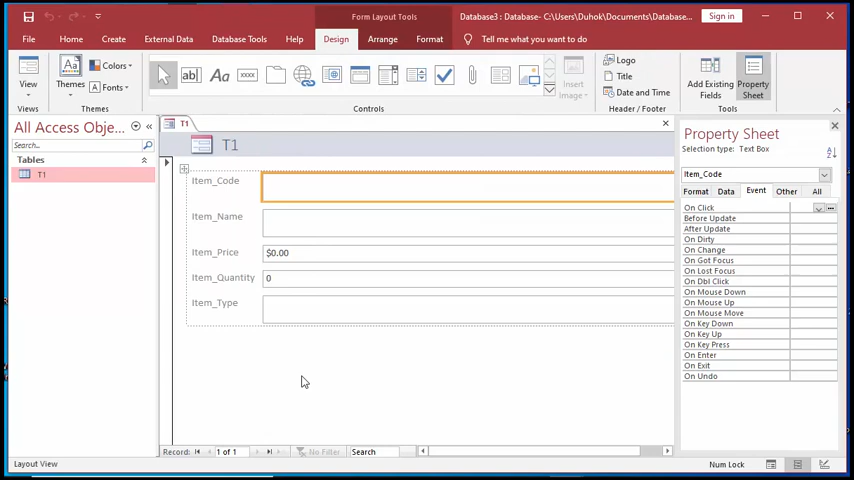 Form Layout Tools
Database3 : Database- C:\Users\Duhok\Documents\Database...
Sign in
File Home Create External Data Database Tools Help Design Arrange Format Tell me what you want to do
View
Themes
Colors
Fonts
ab|
Aa
xxxx
Insert
Image
Logo
Title
Date and Time
Add Existing
Fields
Property
Sheet
Views Themes Controls Header / Footer Tools
All Access Obje...
Search...
Tables
T1
T1
T1
Item_Code
Item_Name
Item_Price $0.00
Item_Quantity 0
Item_Type
Record: 1 of 1 No Filter Search
Property Sheet
Selection type: Text Box
Item_Code
Format Data Event Other All
On Click
Before Update
After Update
On Dirty
On Change
On Got Focus
On Lost Focus
On Dbl Click
On Mouse Down
On Mouse Up
On Mouse Move
On Key Down
On Key Up
On Key Press
On Enter
On Exit
On Undo
Layout View
Num Lock